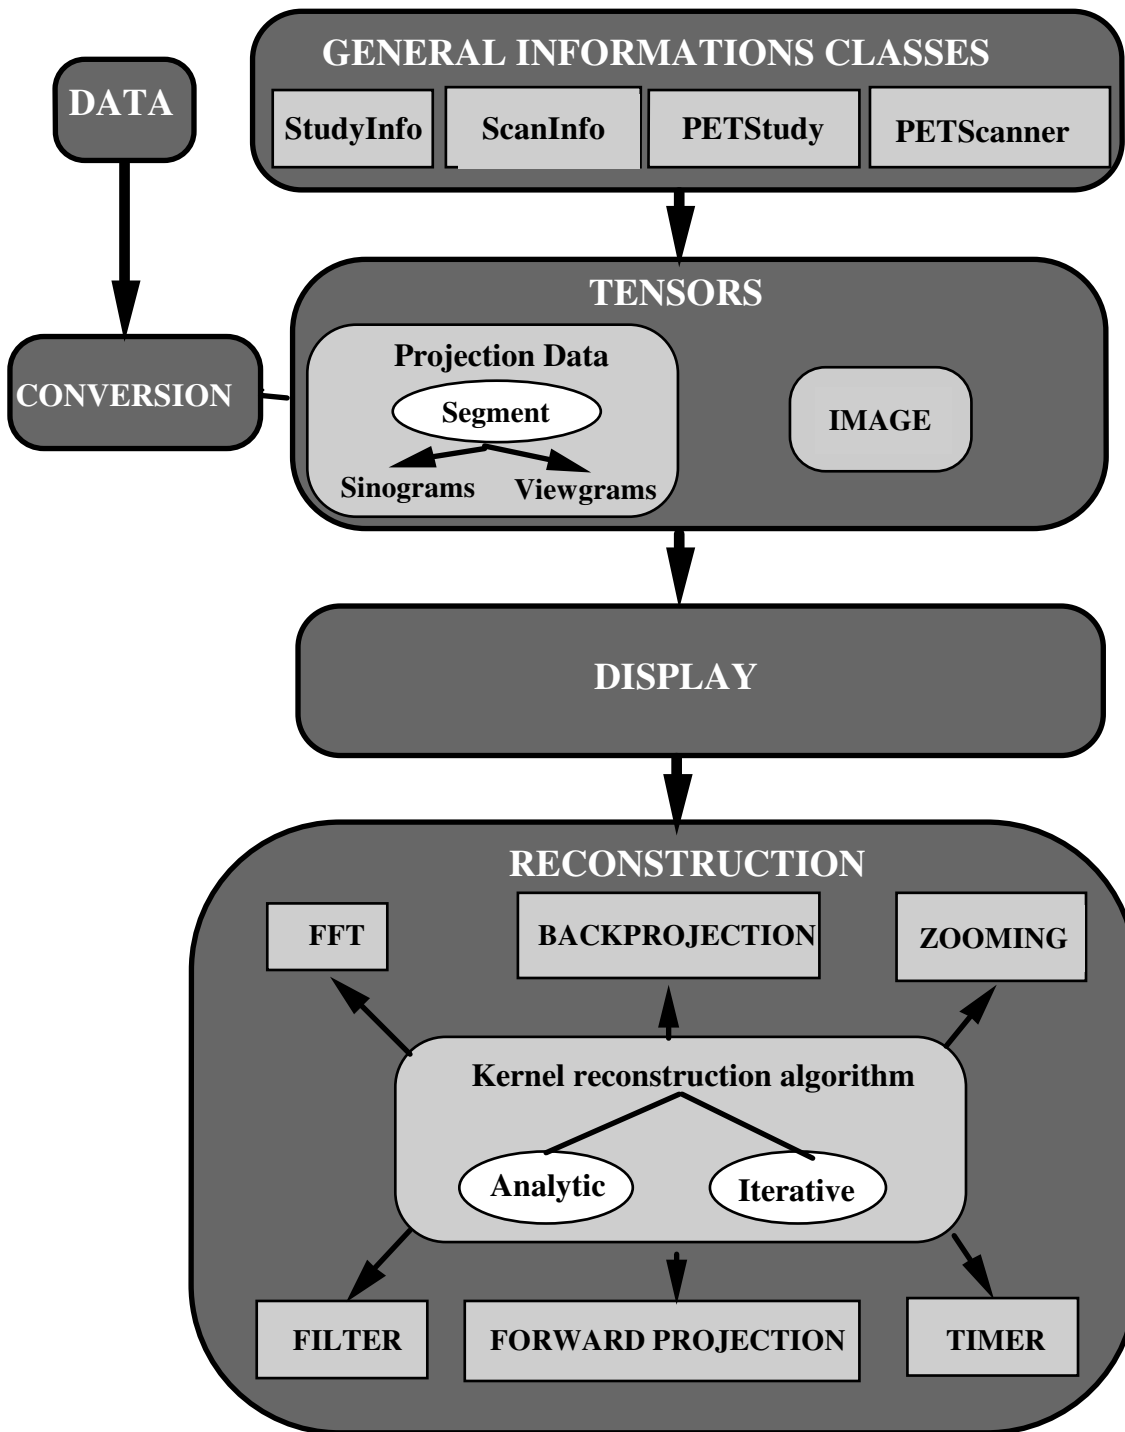 GENERAL INFORMATIONS CLASSES
DATA
StudyInfo
ScanInfo
PETStudy
PETScanner
TENSORS
Projection Data
CONVERSION
Segment
IMAGE
Sinograms
Viewgrams
DISPLAY
RECONSTRUCTION
FFT
BACKPROJECTION
ZOOMING
Kernel reconstruction algorithm
Analytic
Iterative
FILTER
FORWARD PROJECTION
TIMER